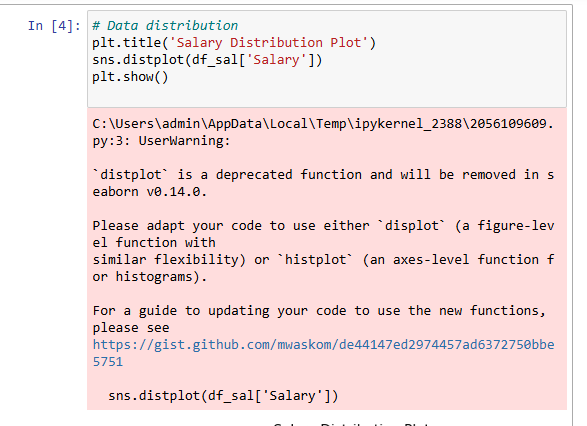 In [4]: # Data distribution
plt.title('Salary Distribution Plot')
sns.distplot(df_sal['Salary'])
plt.show()
C:\Users\admin\AppData\Local\Temp\ipykernel_2388\2056109609.
py:3: UserWarning:
`distplot` is a deprecated function and will be removed in s
eaborn v0.14.0.
Please adapt your code to use either `displot` (a figure-lev
el function with
similar flexibility) or `histplot` (an axes-level function f
or histograms).
For a guide to updating your code to use the new functions,
please see
https://gist.github.com/mwaskom/de44147ed2974457ad6372750bbe
5751
sns.distplot(df_sal['Salary'])